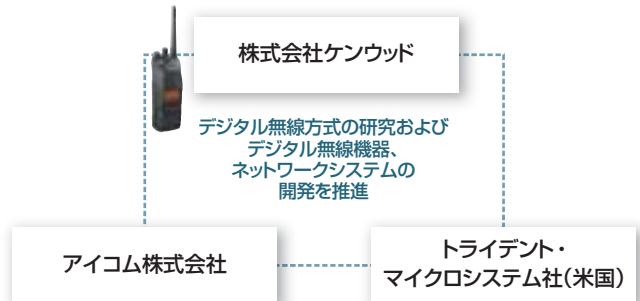 株式会社ケンウッド
デジタル無線方式の研究および
デジタル無線機器、
ネットワークシステムの
開発を推進
アイコム株式会社
トライデント・
マイクロシステム社(米国)